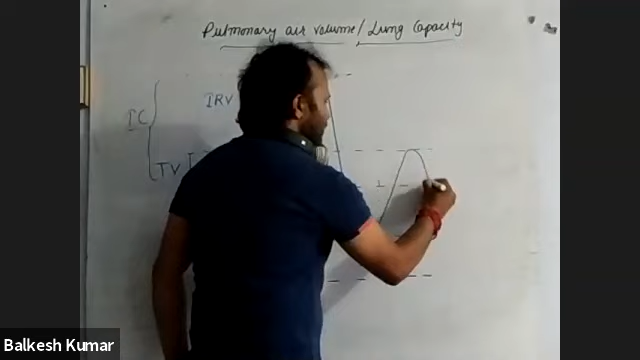 Pulmonary air volume/ Lung Capacity
IRV
IC
TV
Balkesh Kumar